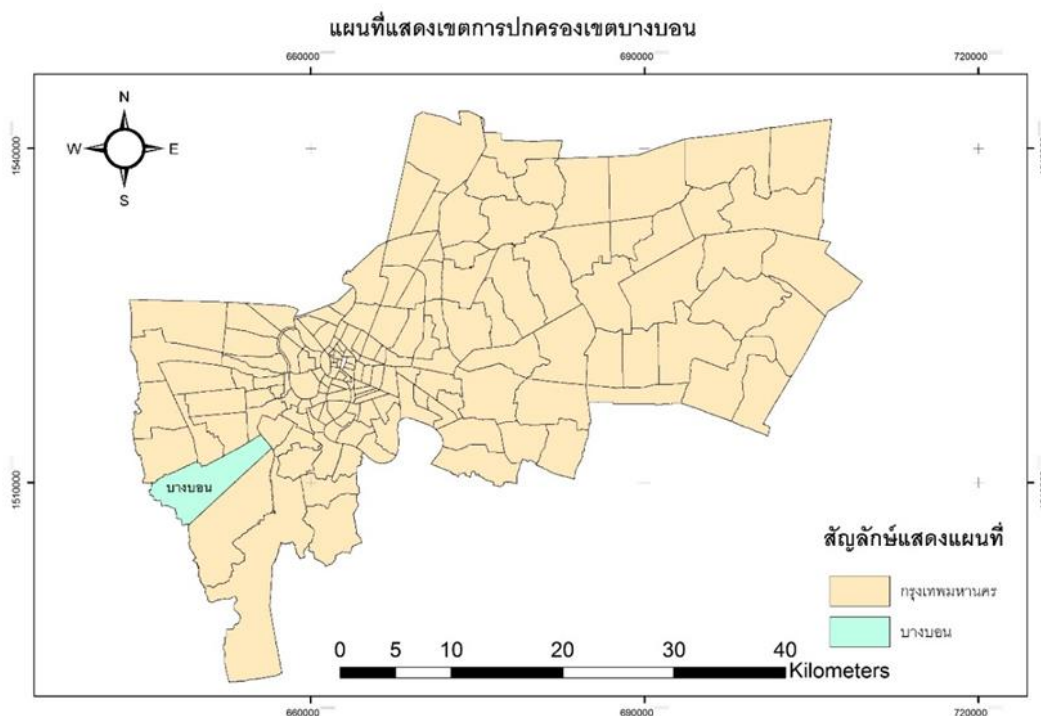 แผนที่แสดงเขตการปกครองเขตบางบอน
660000 690000 720000
N
W E
S
1540000
1510000
บางบอน
สัญลักษณ์แสดงแผนที่
กรุงเทพมหานคร
บางบอน
0 5 10 20 30 40
Kilometers
660000 690000 720000